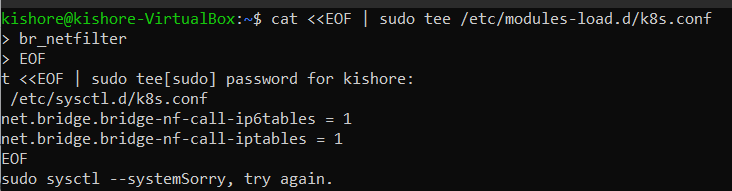 kishore@kishore-VirtualBox:~$ cat <<EOF | sudo tee /etc/modules-load.d/k8s.conf
> br_netfilter
> EOF
t <<EOF | sudo tee[sudo] password for kishore:
 /etc/sysctl.d/k8s.conf
net.bridge.bridge-nf-call-ip6tables = 1
net.bridge.bridge-nf-call-iptables = 1
EOF
sudo sysctl --systemSorry, try again.